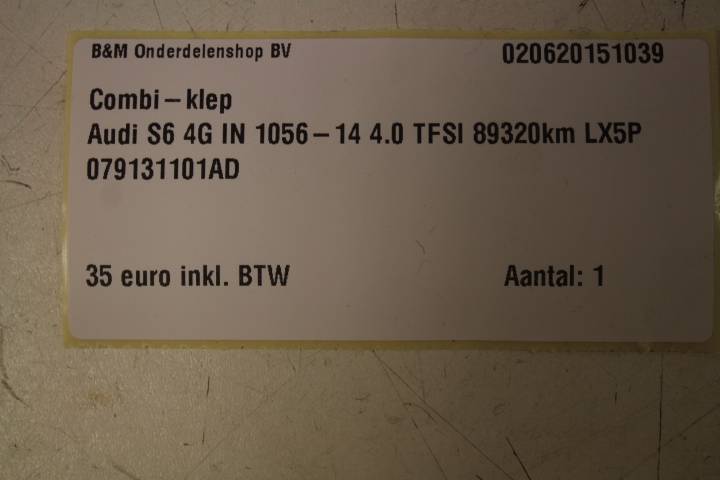 B&M Onderdelenshop BV 020620151039
Combi-klep
Audi S6 4G IN 1056-14 4.0 TFSI 89320km LX5P
079131101AD
35 euro inkl. BTW Aantal: 1